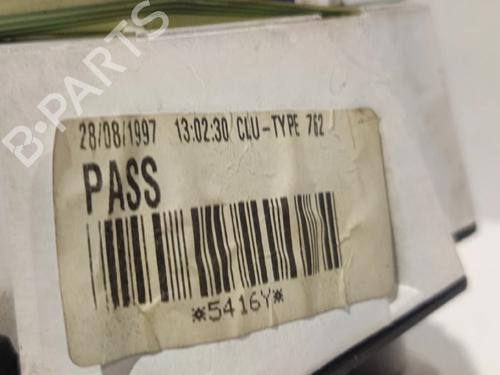 B-PARTS
28/08/1997 13:02:30 CLU-TYPE 762
PASS
*5416Y*